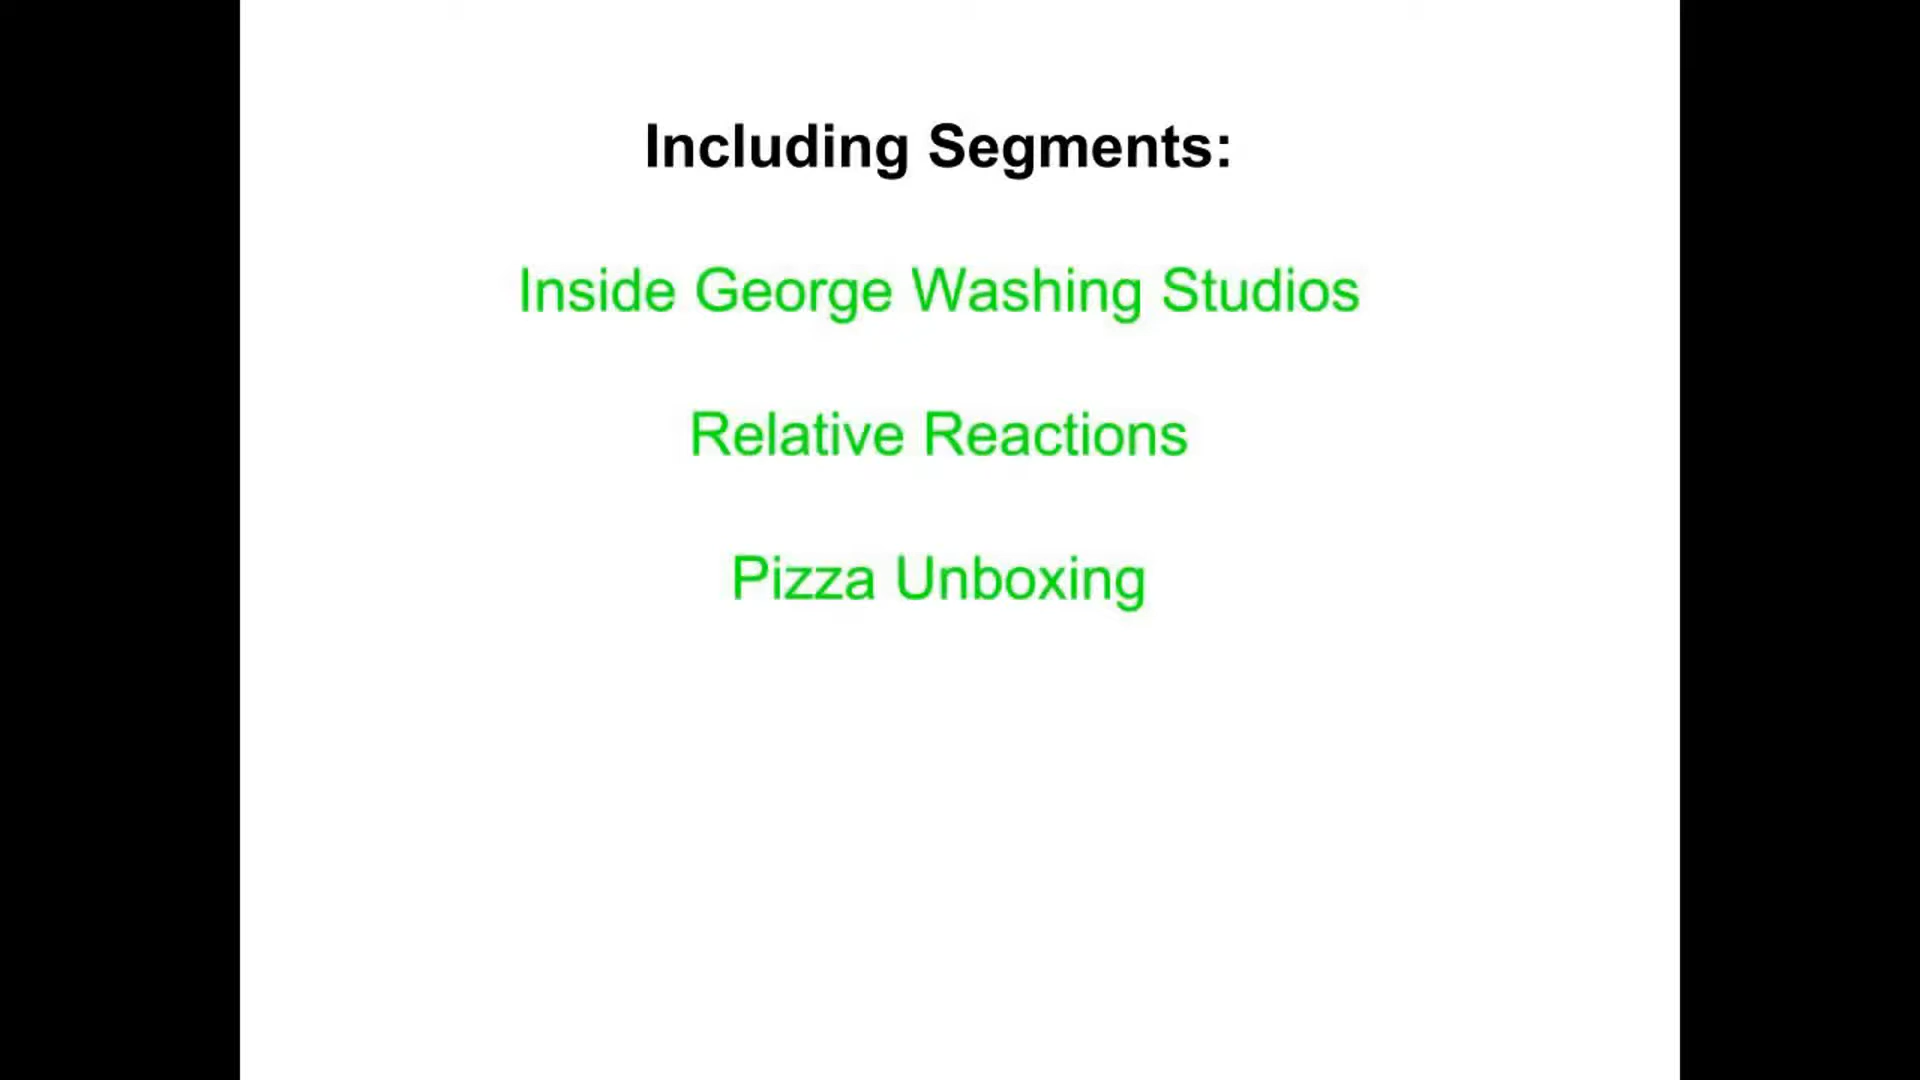 Including Segments:
Inside George Washing Studios
Relative Reactions
Pizza Unboxing